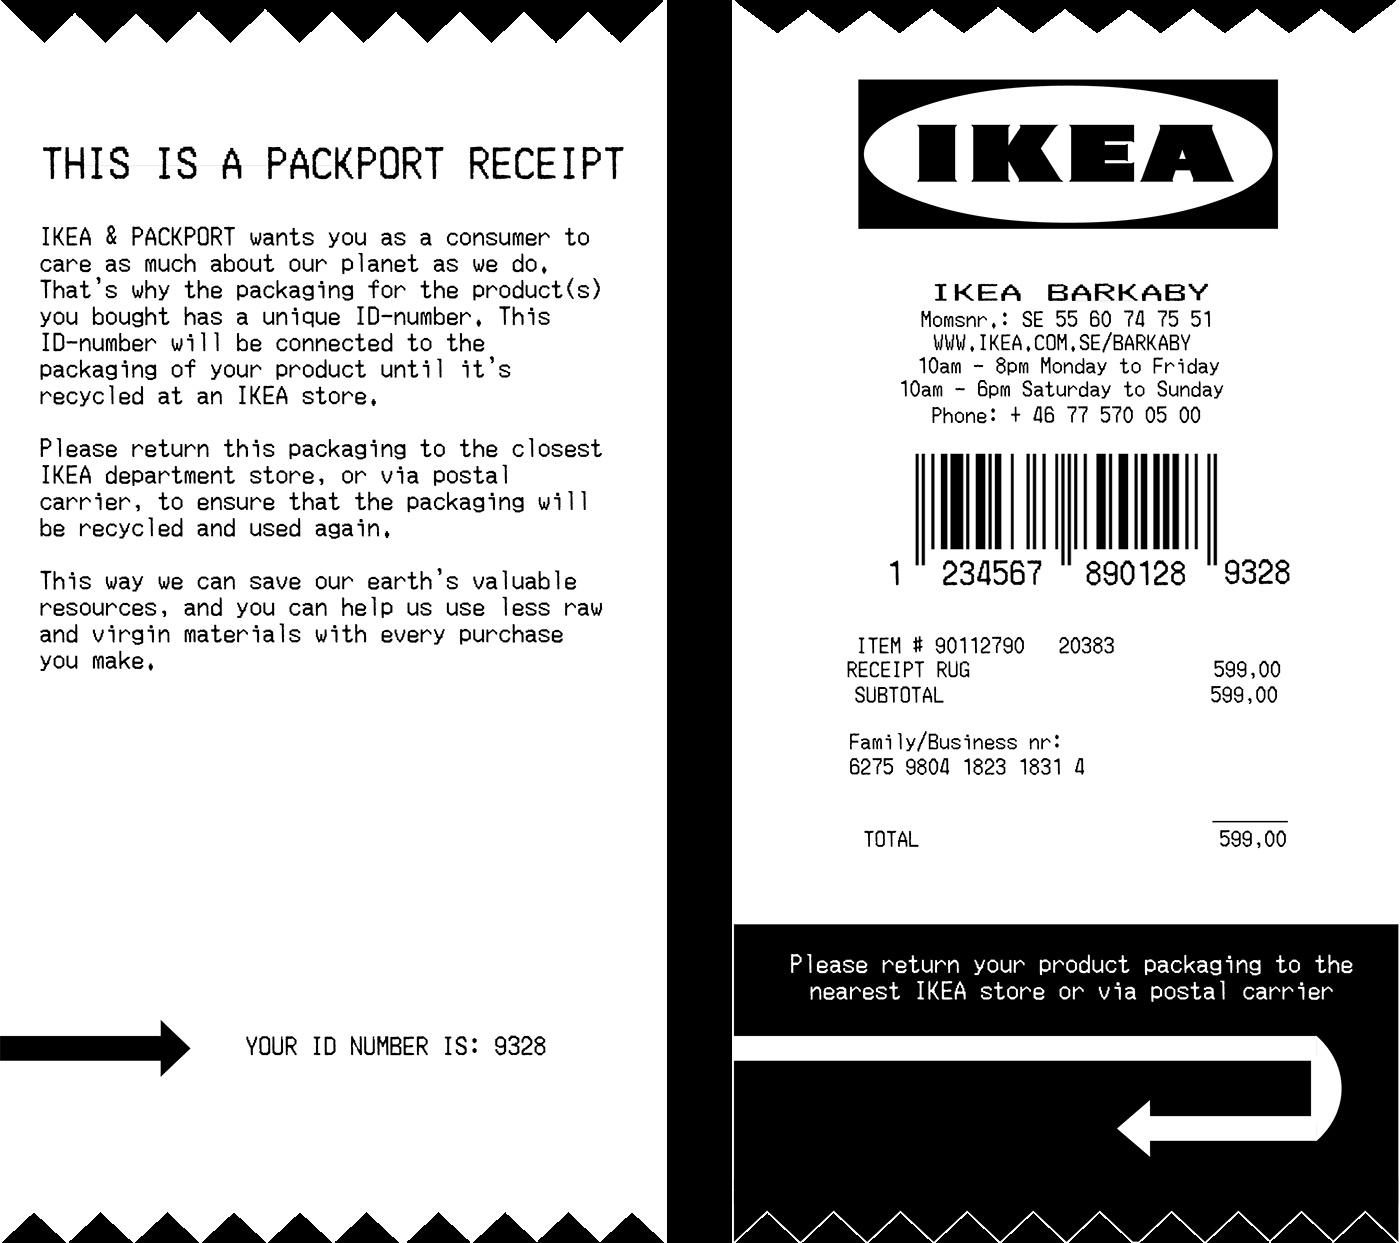 THIS IS A PACKPORT RECEIPT
IKEA & PACKPORT wants you as a consumer to
care as much about our planet as we do.
That's why the packaging for the product(s)
you bought has a unique ID-number. This
ID-number will be connected to the
packaging of your product until it's
recycled at an IKEA store.
Please return this packaging to the closest
IKEA department store, or via postal
carrier, to ensure that the packaging will
be recycled and used again.
This way we can save our earth's valuable
resources, and you can help us use less raw
and virgin materials with every purchase
you make.
YOUR ID NUMBER IS: 9328
IKEA
IKEA BARKABY
Momsnr.: SE 55 60 74 75 51
WWW.IKEA.COM.SE/BARKABY
10am - 8pm Monday to Friday
10am - 6pm Saturday to Sunday
Phone: + 46 77 570 05 00
1 234567 890128 9328
ITEM # 90112790 20383
RECEIPT RUG 599,00
SUBTOTAL 599,00
Family/Business nr:
6275 9804 1823 1831 4
TOTAL 599,00
Please return your product packaging to the
nearest IKEA store or via postal carrier